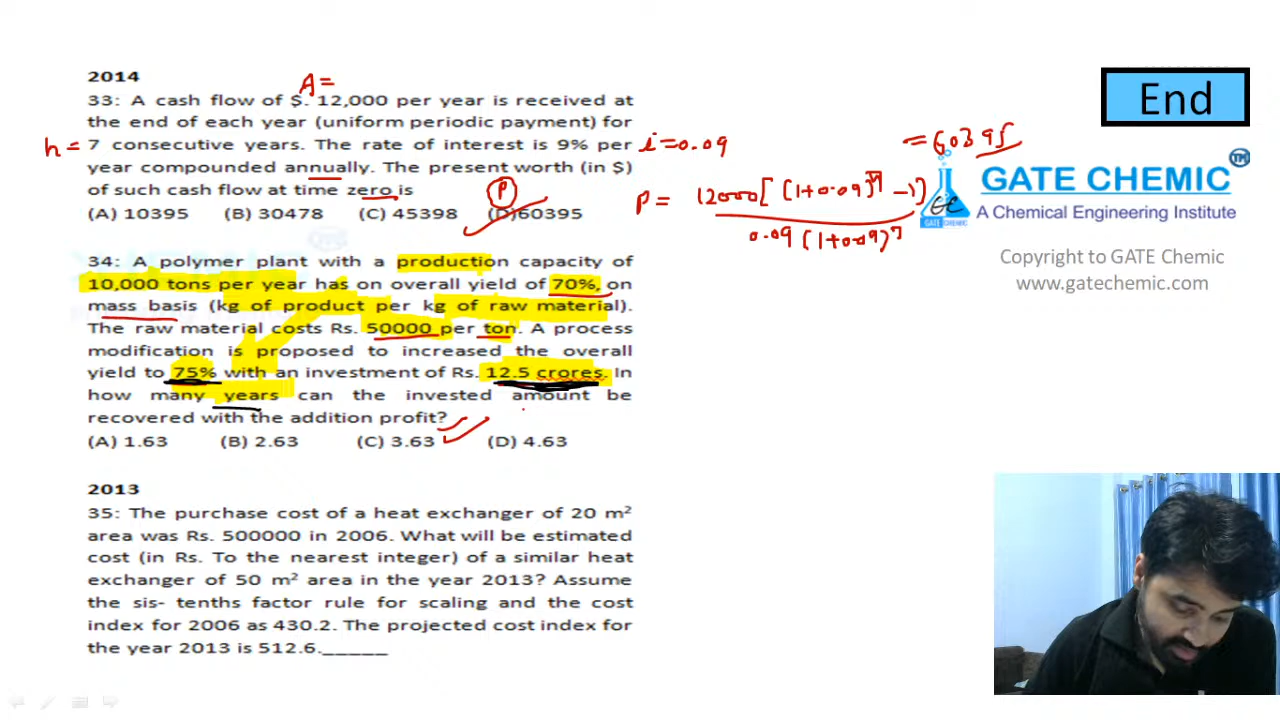 2014
A =
33: A cash flow of $. 12,000 per year is received at
the end of each year (uniform periodic payment) for
n = 7 consecutive years. The rate of interest is 9% per
year compounded annually. The present worth (in $)
of such cash flow at time zero is
P
(A) 10395 (B) 30478 (C) 45398 (D)60395
i = 0.09
= 60395
P = 12000[(1+0.09)^7 - 1]
0.09 (1+0.09)^7
34: A polymer plant with a production capacity of
10,000 tons per year has on overall yield of 70%, on
mass basis (kg of product per kg of raw material).
The raw material costs Rs. 50000 per ton. A process
modification is proposed to increased the overall
yield to 75% with an investment of Rs. 12.5 crores. In
how many years can the invested amount be
recovered with the addition profit?
(A) 1.63 (B) 2.63 (C) 3.63 (D) 4.63
2013
35: The purchase cost of a heat exchanger of 20 m²
area was Rs. 500000 in 2006. What will be estimated
cost (in Rs. To the nearest integer) of a similar heat
exchanger of 50 m² area in the year 2013? Assume
the sis- tenths factor rule for scaling and the cost
index for 2006 as 430.2. The projected cost index for
the year 2013 is 512.6._____
End
TM
GATE CHEMIC
A Chemical Engineering Institute
GC
GATE CHEMIC
Copyright to GATE Chemic
www.gatechemic.com